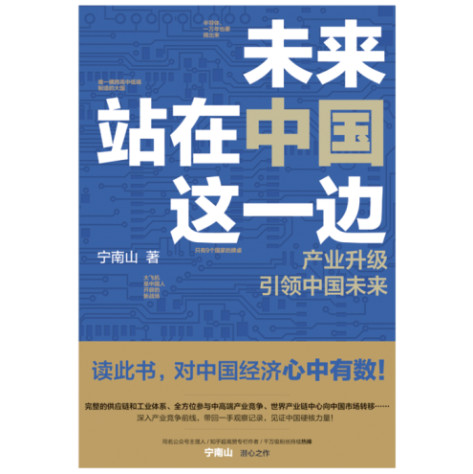 未来
站在中国
这一边
宁南山 著
产业升级
引领中国未来
读此书，对中国经济心中有数！
完整的供应链和工业体系、全方位参与中高端产业竞争、世界产业链中心向中国市场转移……
深入产业竞争前线，带回一手观察记录，见证中国硬核力量！
宁南山 潜心之作